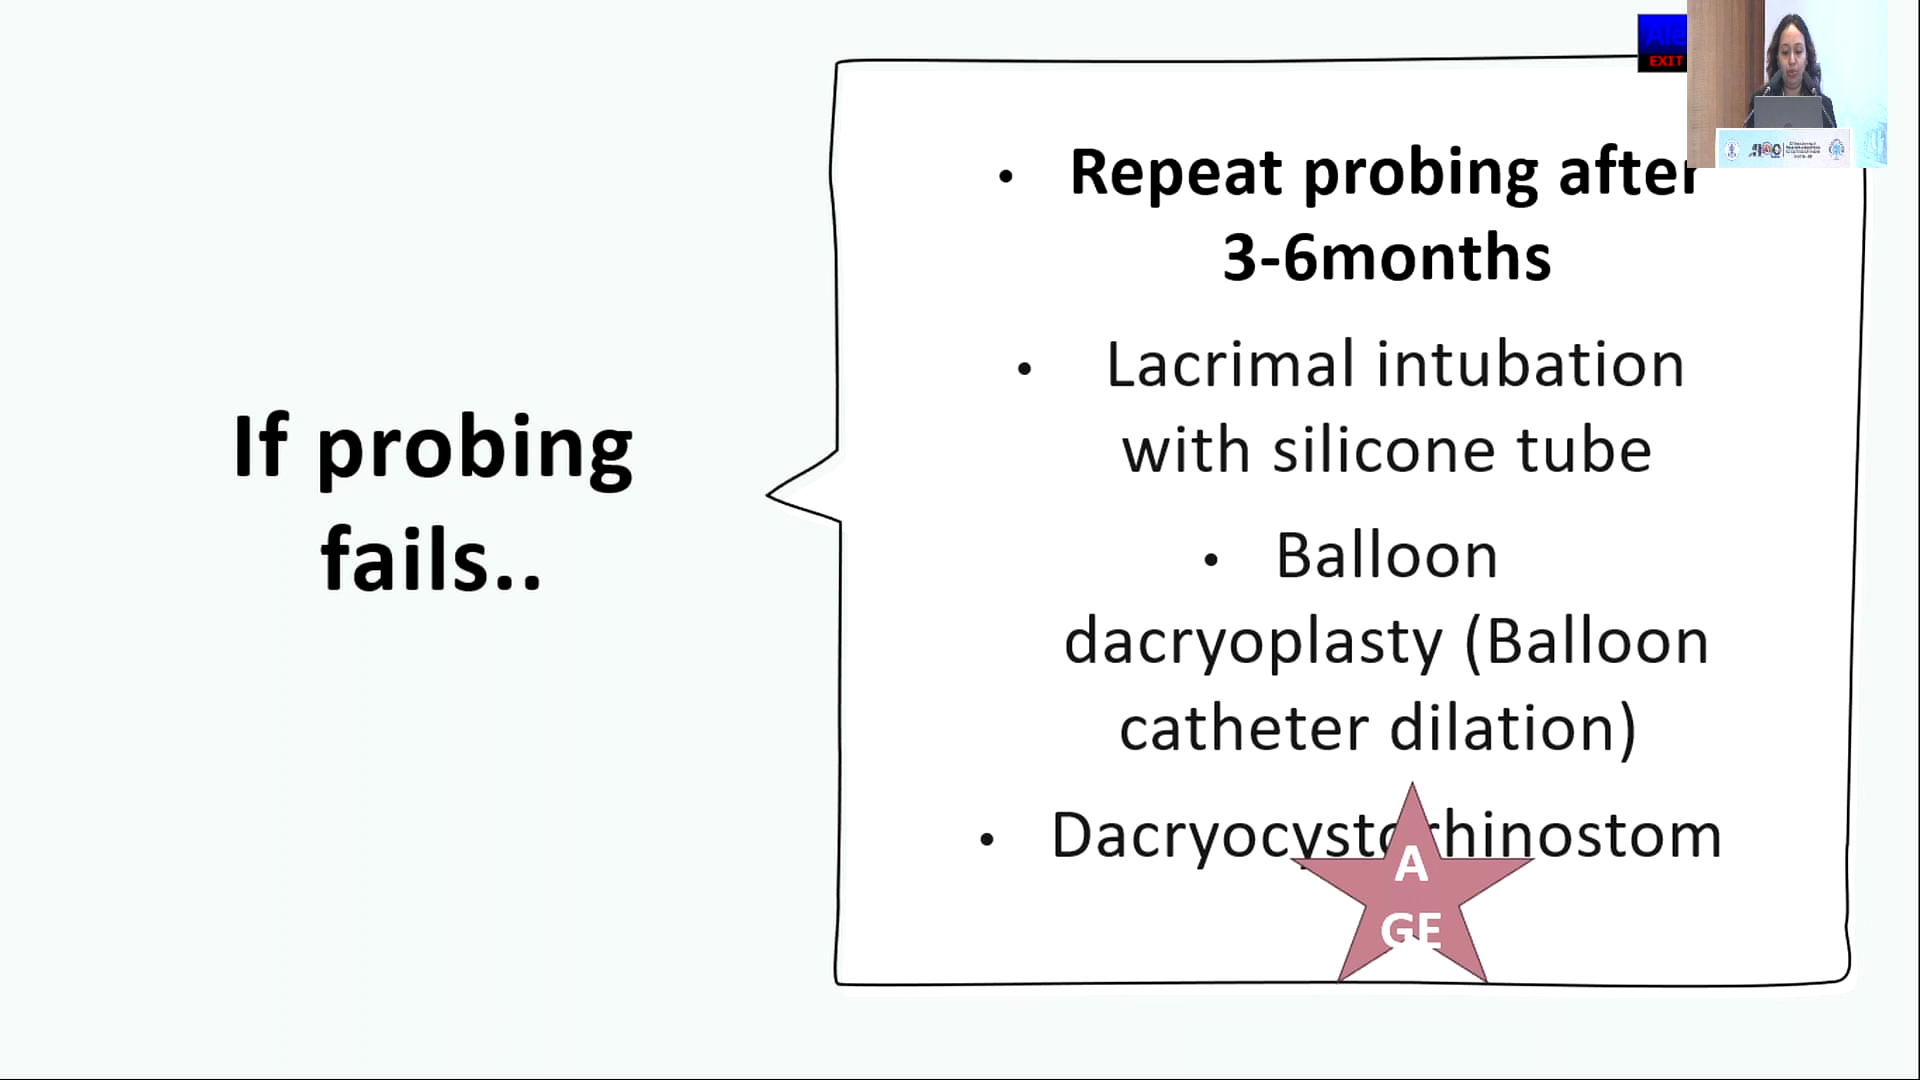 If probing
fails..
• Repeat probing after
3-6months
• Lacrimal intubation
with silicone tube
• Balloon
dacryoplasty (Balloon
catheter dilation)
• Dacryocystorhinostom
A
GE
EXIT